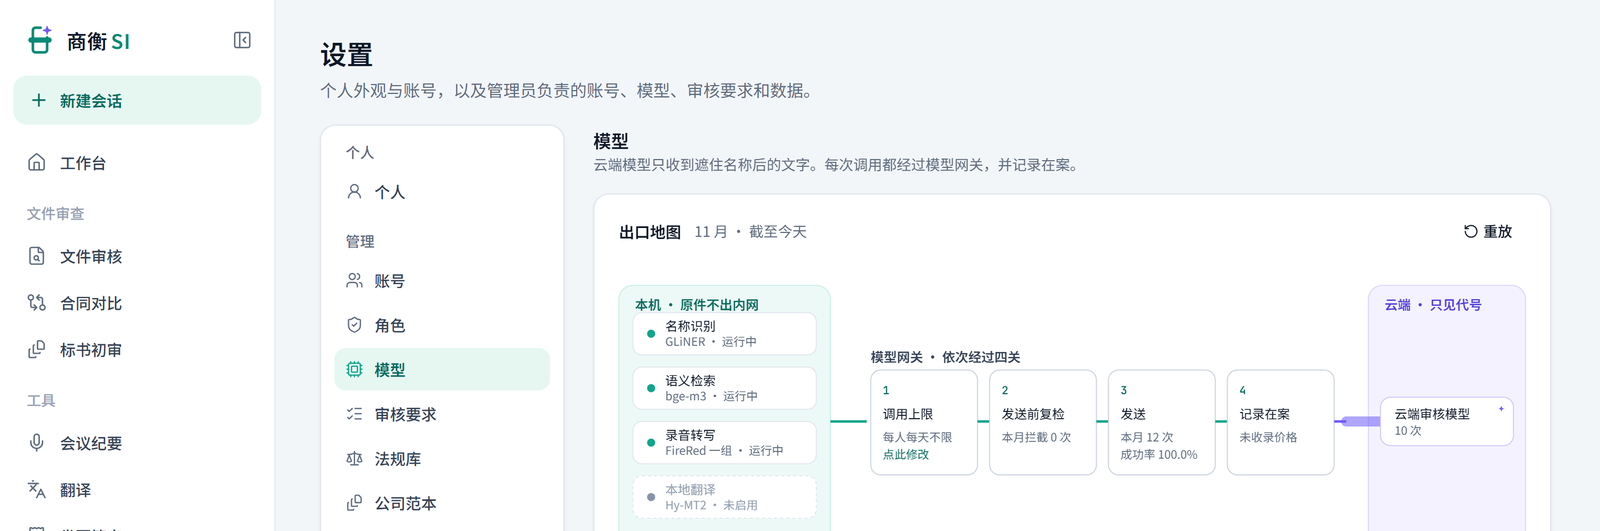 商衡 SI
新建会话
工作台
文件审查
文件审核
合同对比
标书初审
工具
会议纪要
翻译
设置
个人外观与账号，以及管理员负责的账号、模型、审核要求和数据。
个人
个人
管理
账号
角色
模型
审核要求
法规库
公司范本
模型
云端模型只收到遮住名称后的文字。每次调用都经过模型网关，并记录在案。
出口地图 11 月 · 截至今天
重放
本机 · 原件不出内网
名称识别
GLiNER · 运行中
语义检索
bge-m3 · 运行中
录音转写
FireRed 一组 · 运行中
本地翻译
Hy-MT2 · 未启用
模型网关 · 依次经过四关
1
调用上限
每人每天不限
点此修改
2
发送前复检
本月拦截 0 次
3
发送
本月 12 次
成功率 100.0%
4
记录在案
未收录价格
云端 · 只见代号
云端审核模型
10 次